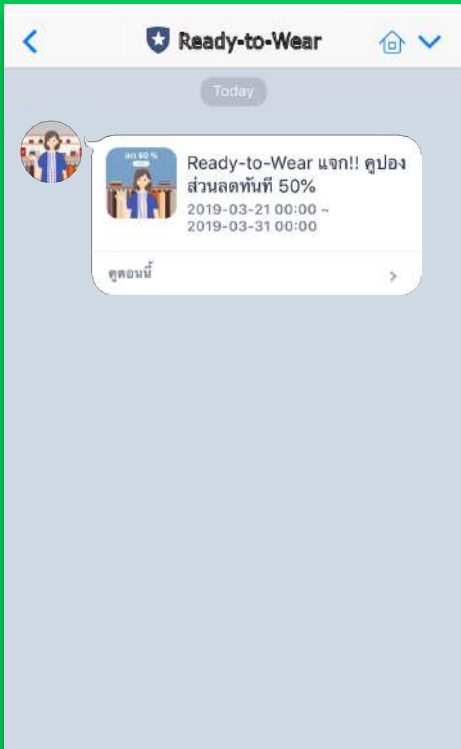 Ready-to-Wear
Today
ลด 50 %
Ready-to-Wear แจก!! คูปอง
ส่วนลดทันที 50%
2019-03-21 00:00 ~
2019-03-31 00:00
ดูตอนนี้